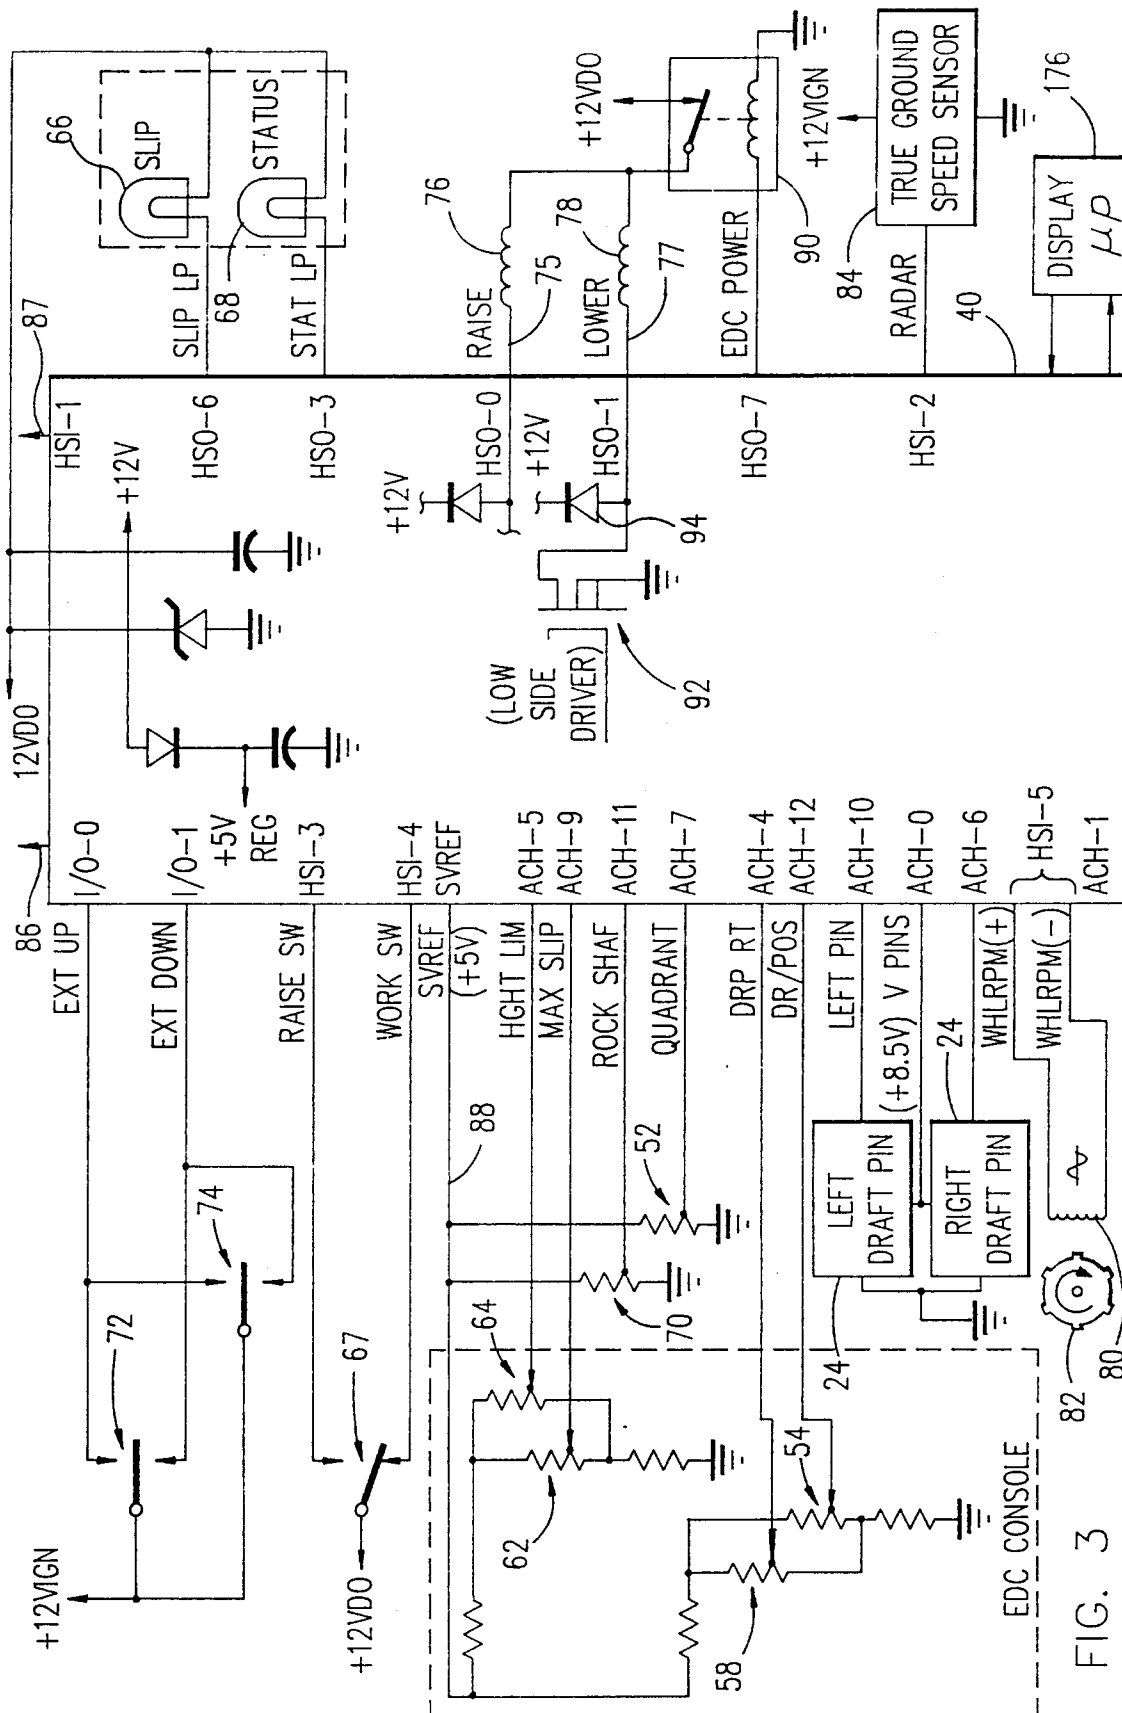 +12VIGN
72
74
EXT UP
86
I/O-0
EXT DOWN
I/O-1
+5V
REG
12VDO
+12V
87
HSI-1
66
SLIP
SLIP LP
HSO-6
68
STATUS
STAT LP
HSO-3
+12VDO
67
RAISE SW
HSI-3
WORK SW
HSI-4
SVREF
(+5V)
SVREF
88
64
62
HGHT LIM
ACH-5
MAX SLIP
ACH-9
70
ROCK SHAF
ACH-11
52
QUADRANT
ACH-7
58
54
DRP RT
ACH-4
DR/POS
ACH-12
EDC CONSOLE
LEFT
DRAFT PIN
24
LEFT PIN
ACH-10
(+8.5V) V PINS
ACH-0
RIGHT
DRAFT PIN
24
ACH-6
WHLRPM(+)
WHLRPM(-)
HSI-5
82
80
ACH-1
(LOW
SIDE
DRIVER)
92
94
+12V
HSO-0
+12V
HSO-1
RAISE
75
76
LOWER
77
78
+12VDO
90
EDC POWER
HSO-7
+12VIGN
84
TRUE GROUND
SPEED SENSOR
RADAR
HSI-2
40
DISPLAY
μP
176
FIG. 3